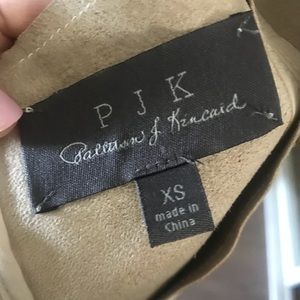 P J K
Patterson J Kincaid
XS
made in
China